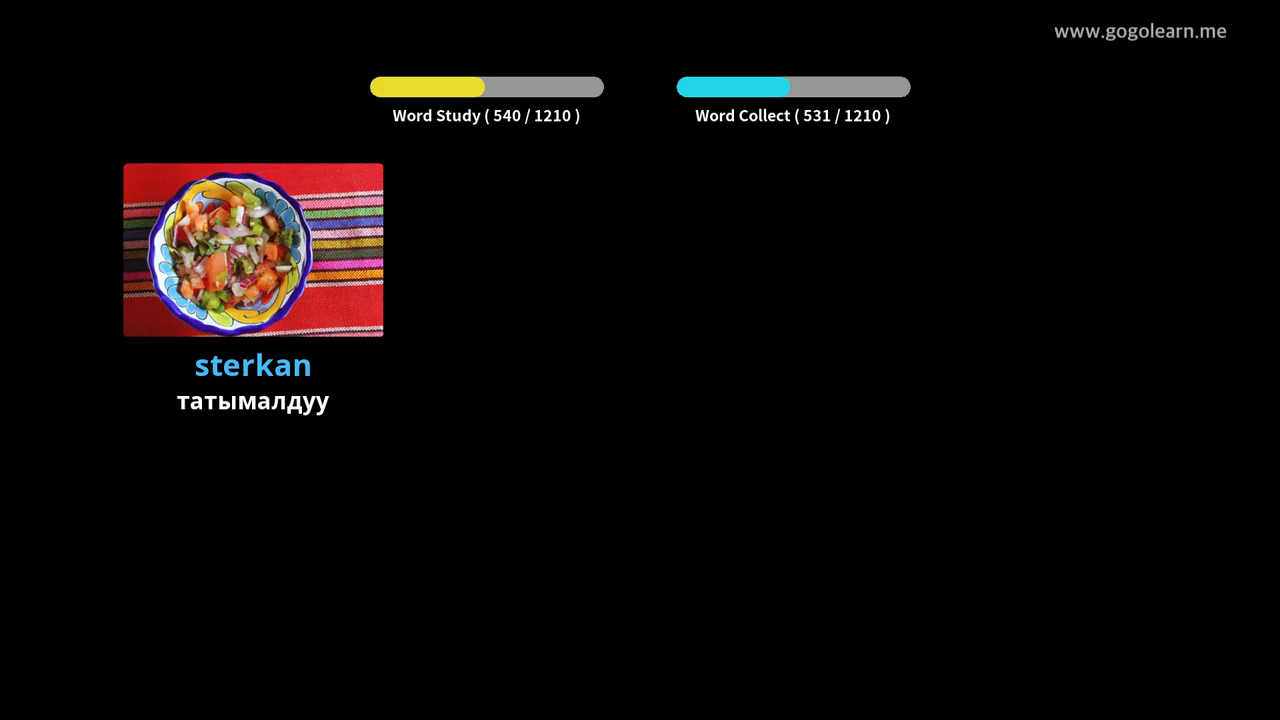 www.gogolearn.me
Word Study ( 540 / 1210 )
Word Collect ( 531 / 1210 )
sterkan
татымалдуу